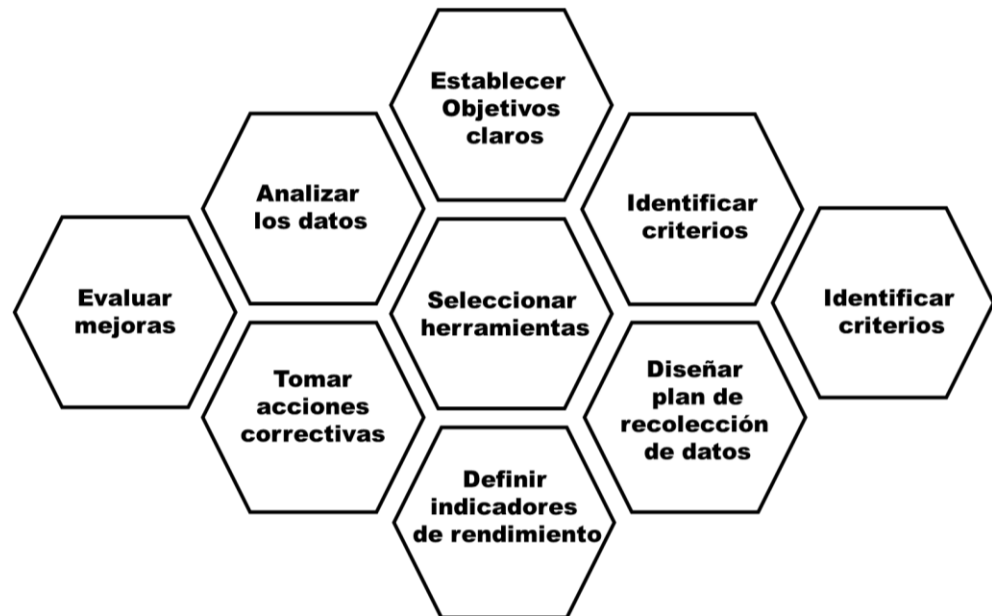 Establecer
Objetivos
claros
Analizar
los datos
Identificar
criterios
Evaluar
mejoras
Seleccionar
herramientas
Identificar
criterios
Tomar
acciones
correctivas
Diseñar
plan de
recolección
de datos
Definir
indicadores
de rendimiento